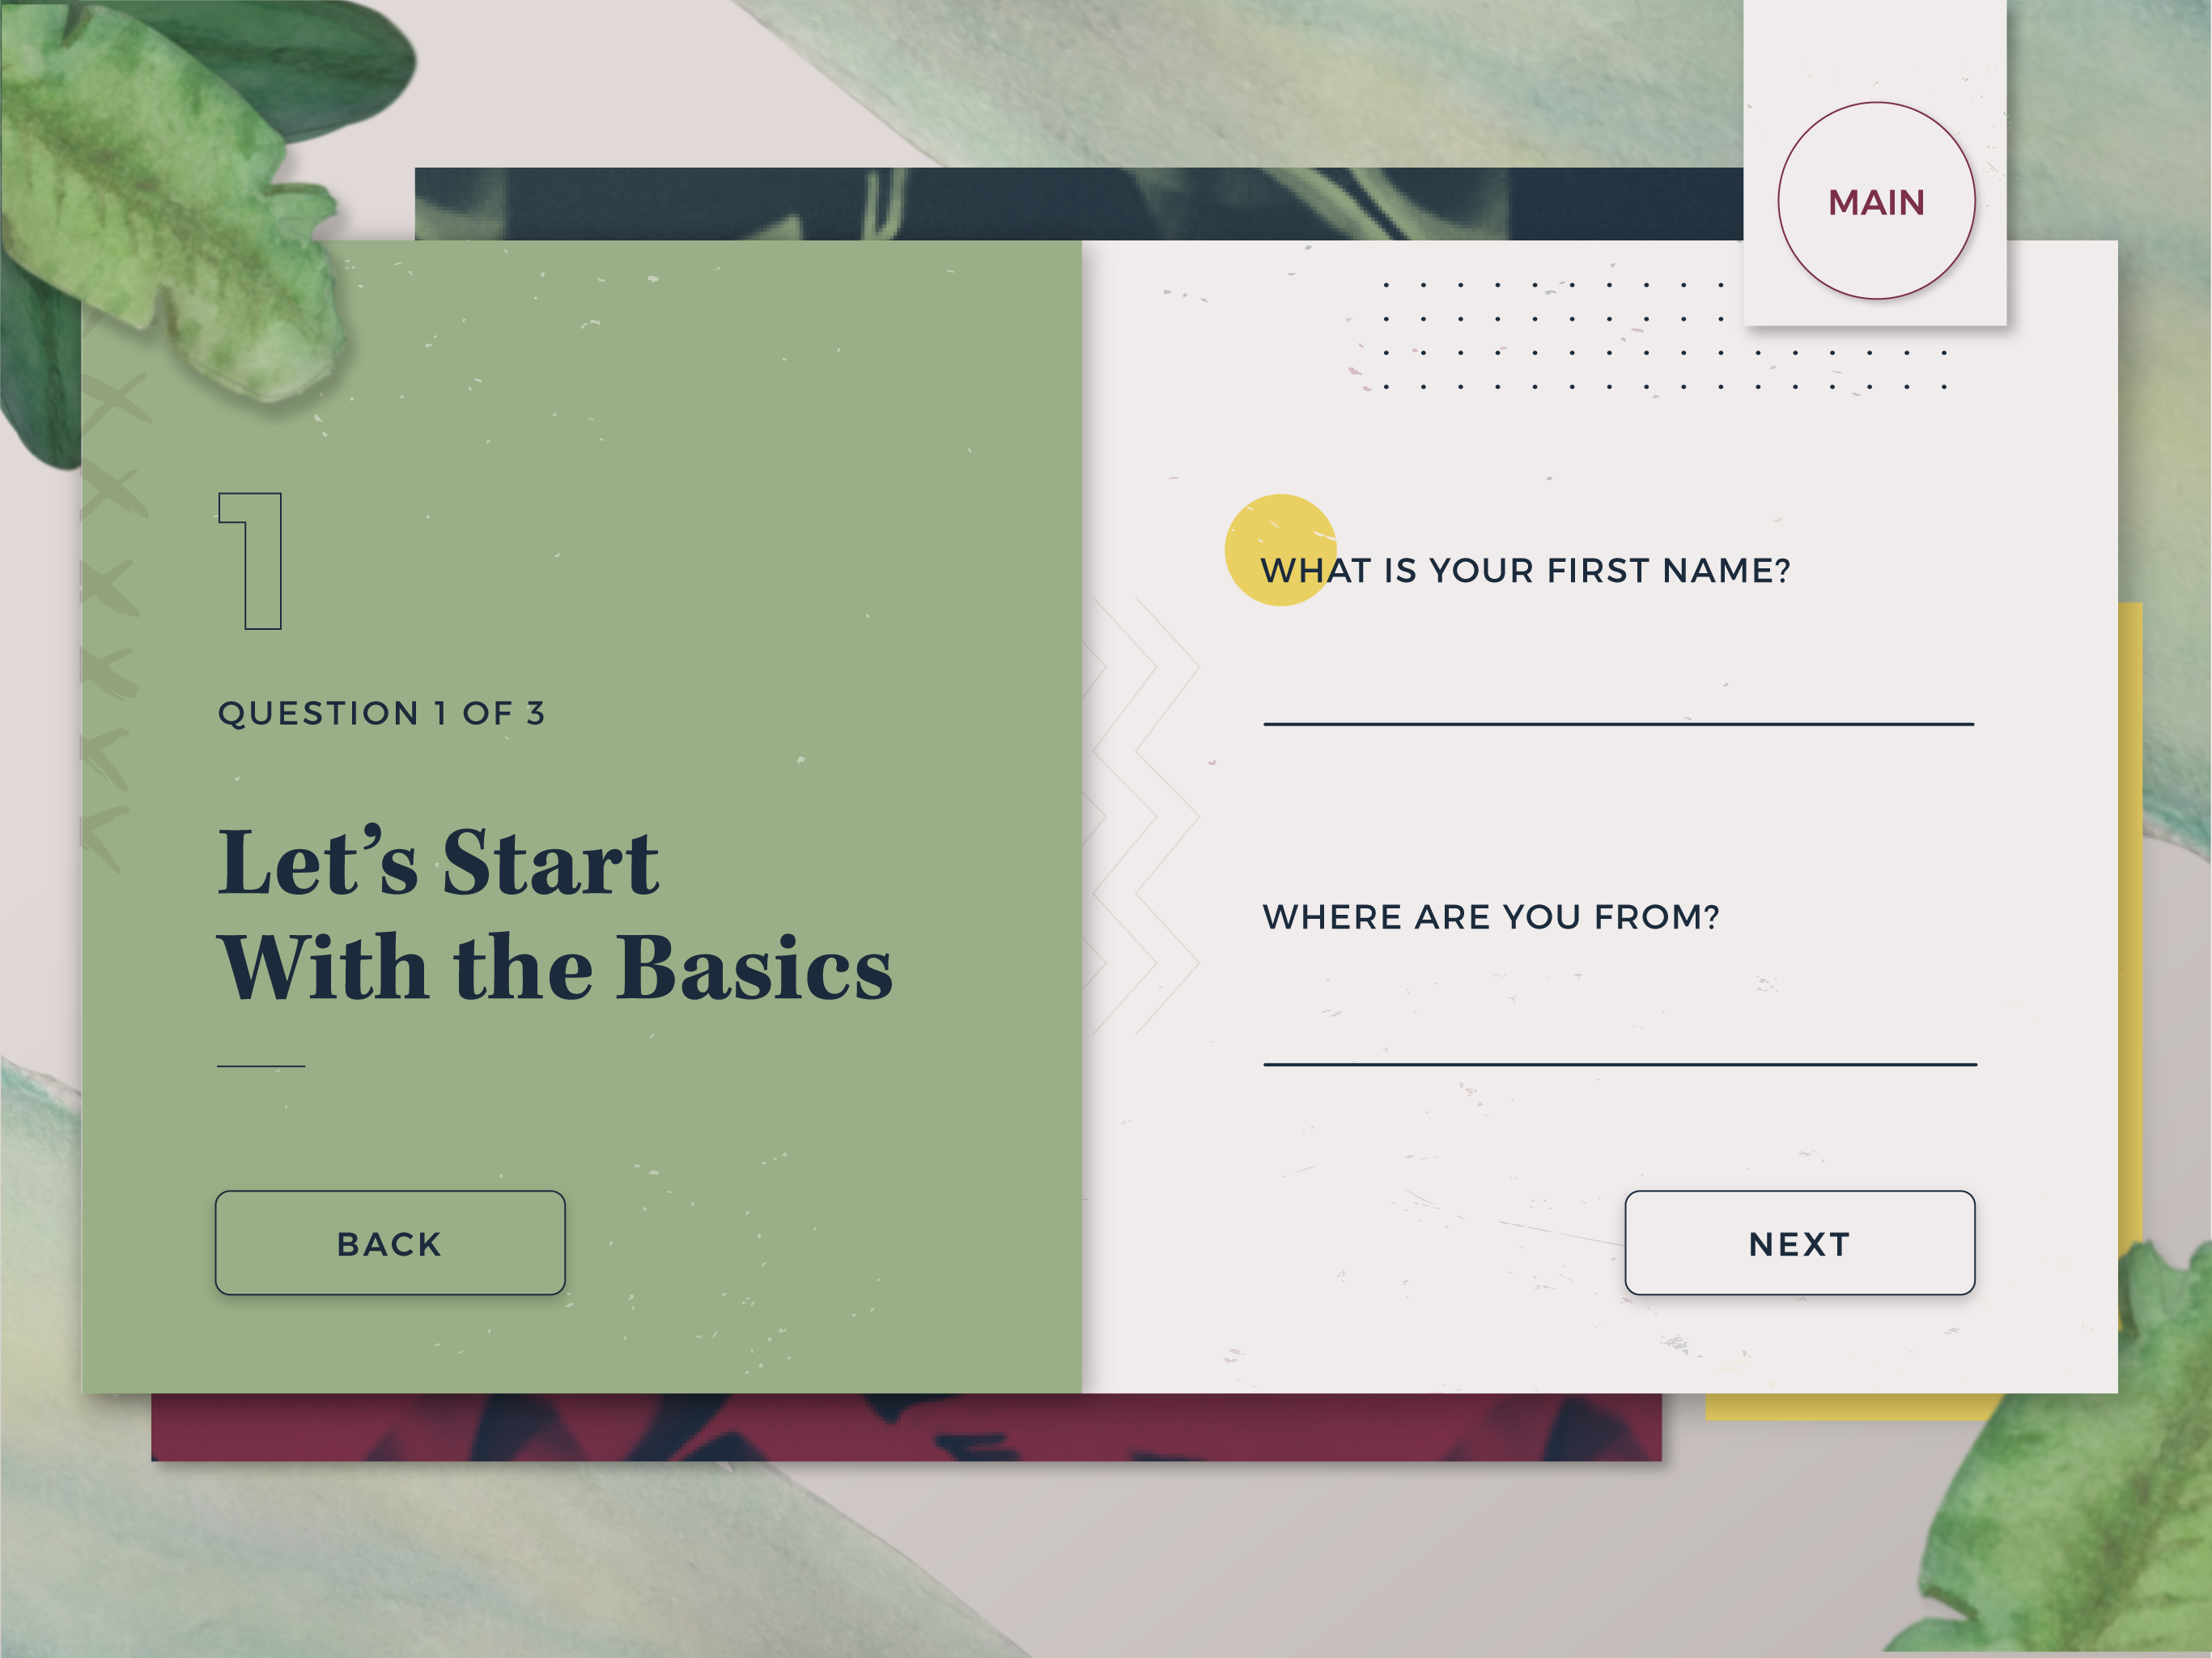 MAIN
1
QUESTION 1 OF 3
Let’s Start
With the Basics
BACK
WHAT IS YOUR FIRST NAME?
WHERE ARE YOU FROM?
NEXT